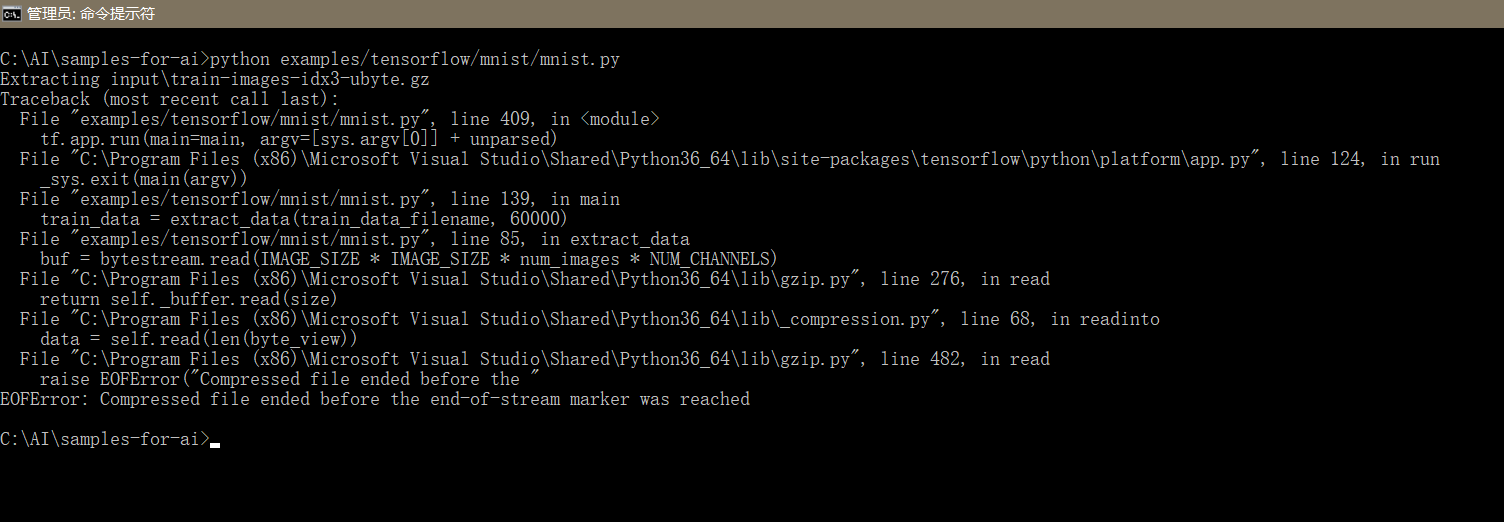 管理员: 命令提示符
C:\AI\samples-for-ai>python examples/tensorflow/mnist/mnist.py
Extracting input\train-images-idx3-ubyte.gz
Traceback (most recent call last):
  File "examples/tensorflow/mnist/mnist.py", line 409, in <module>
    tf.app.run(main=main, argv=[sys.argv[0]] + unparsed)
  File "C:\Program Files (x86)\Microsoft Visual Studio\Shared\Python36_64\lib\site-packages\tensorflow\python\platform\app.py", line 124, in run
    _sys.exit(main(argv))
  File "examples/tensorflow/mnist/mnist.py", line 139, in main
    train_data = extract_data(train_data_filename, 60000)
  File "examples/tensorflow/mnist/mnist.py", line 85, in extract_data
    buf = bytestream.read(IMAGE_SIZE * IMAGE_SIZE * num_images * NUM_CHANNELS)
  File "C:\Program Files (x86)\Microsoft Visual Studio\Shared\Python36_64\lib\gzip.py", line 276, in read
    return self._buffer.read(size)
  File "C:\Program Files (x86)\Microsoft Visual Studio\Shared\Python36_64\lib\_compression.py", line 68, in readinto
    data = self.read(len(byte_view))
  File "C:\Program Files (x86)\Microsoft Visual Studio\Shared\Python36_64\lib\gzip.py", line 482, in read
    raise EOFError("Compressed file ended before the "
EOFError: Compressed file ended before the end-of-stream marker was reached
C:\AI\samples-for-ai>